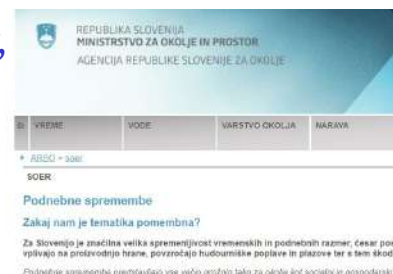 REPUBLIKA SLOVENIJA
MINISTRSTVO ZA OKOLJE IN PROSTOR
AGENCIJA REPUBLIKE SLOVENIJE ZA OKOLJE
VREME VODE VARSTVO OKOLJA NARAVA
ARSO > soer
SOER
Podnebne spremembe
Zakaj nam je tematika pomembna?
Za Slovenijo je značilna velika spremenljivost vremenskih in podnebnih razmer, česar
vplivajo na proizvodnjo hrane, povzročajo hudourniške poplave in plazove ter s tem
Podnebne spremembe predstavljajo vse večjo grožnjo tako za okolje kot socialni in